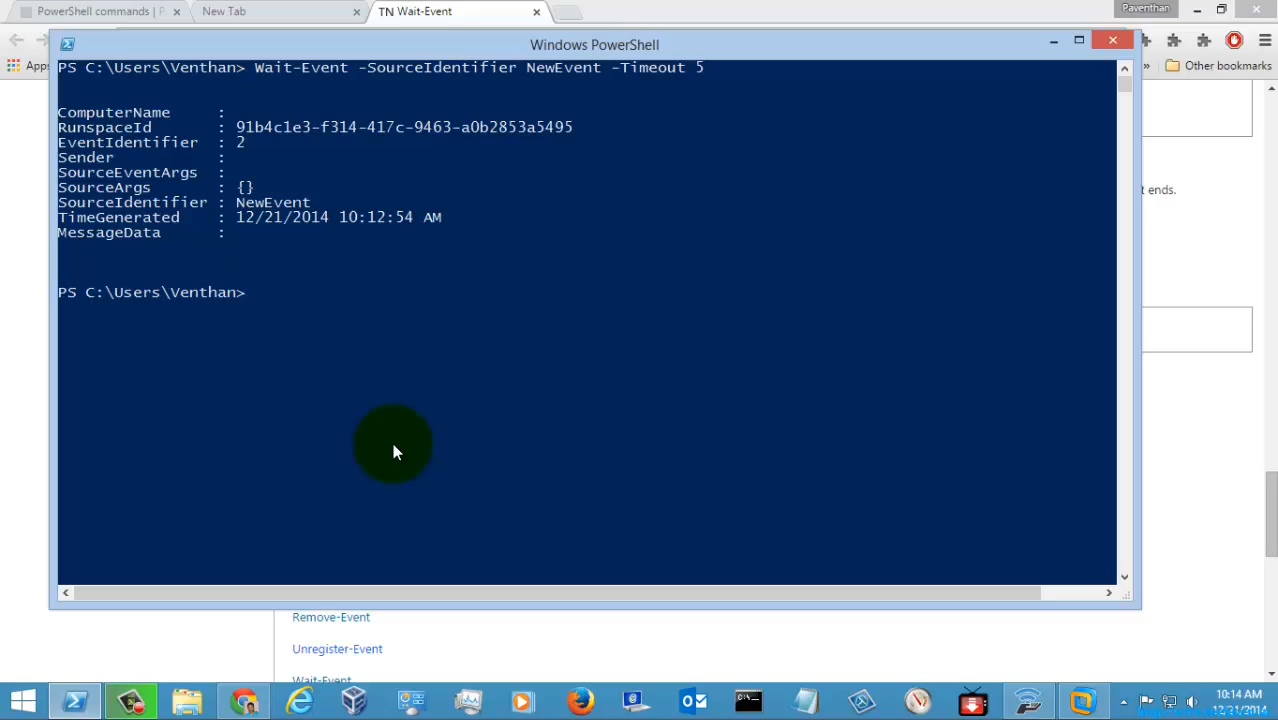 PowerShell commands | P
New Tab
TN Wait-Event
Paventhan
Apps
Other bookmarks
Windows PowerShell
PS C:\Users\Venthan> Wait-Event -SourceIdentifier NewEvent -Timeout 5
ComputerName :
RunspaceId : 91b4c1e3-f314-417c-9463-a0b2853a5495
EventIdentifier : 2
Sender :
SourceEventArgs :
SourceArgs : {}
SourceIdentifier : NewEvent
TimeGenerated : 12/21/2014 10:12:54 AM
MessageData :
PS C:\Users\Venthan>
t ends.
Remove-Event
Unregister-Event
Wait-Event
10:14 AM
12/21/2014